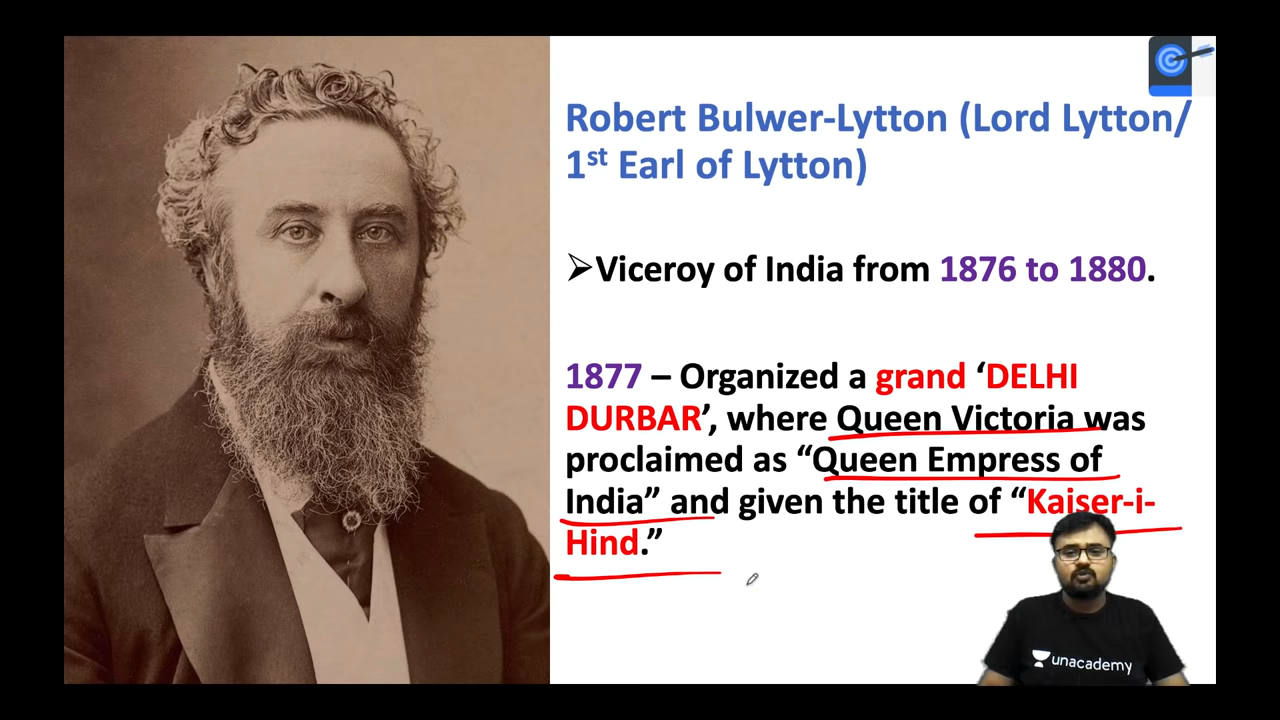 Robert Bulwer-Lytton (Lord Lytton/
1st Earl of Lytton)
➢Viceroy of India from 1876 to 1880.
1877 – Organized a grand ‘DELHI
DURBAR’, where Queen Victoria was
proclaimed as “Queen Empress of
India” and given the title of “Kaiser-i-
Hind.”
unacademy